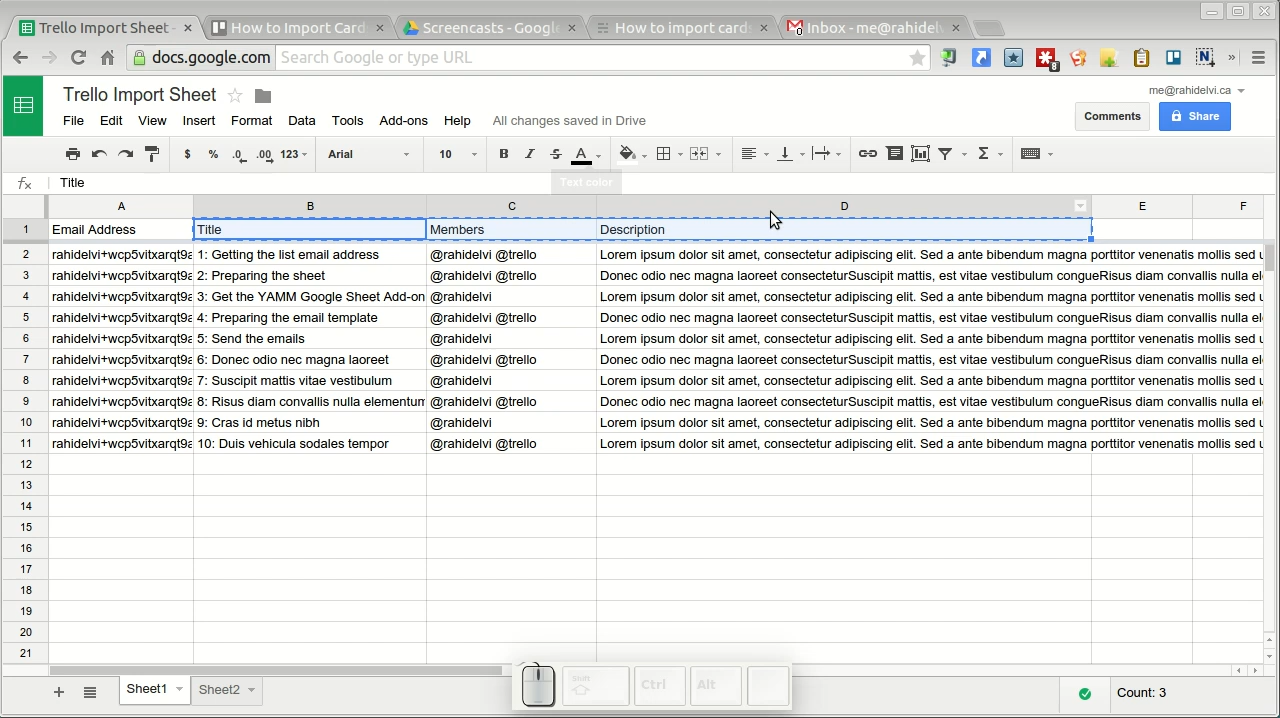 Trello Import Sheet -
How to Import Card
Screencasts - Google
How to import cards
Inbox - me@rahidelv
docs.google.com
Search Google or type URL
8
Trello Import Sheet
me@rahidelvi.ca
File Edit View Insert Format Data Tools Add-ons Help All changes saved in Drive
Comments
Share
$ % .0 .00 123 Arial 10 B I S A
fx Title
Text color
A B C D E F
1 Email Address Title Members Description
2 rahidelvi+wcp5vitxarqt9a 1: Getting the list email address @rahidelvi @trello Lorem ipsum dolor sit amet, consectetur adipiscing elit. Sed a ante bibendum magna porttitor venenatis mollis sed u
3 rahidelvi+wcp5vitxarqt9a 2: Preparing the sheet @rahidelvi @trello Donec odio nec magna laoreet consecteturSuscipit mattis, est vitae vestibulum congueRisus diam convallis nulla el
4 rahidelvi+wcp5vitxarqt9a 3: Get the YAMM Google Sheet Add-on @rahidelvi Lorem ipsum dolor sit amet, consectetur adipiscing elit. Sed a ante bibendum magna porttitor venenatis mollis sed u
5 rahidelvi+wcp5vitxarqt9a 4: Preparing the email template @rahidelvi @trello Donec odio nec magna laoreet consecteturSuscipit mattis, est vitae vestibulum congueRisus diam convallis nulla el
6 rahidelvi+wcp5vitxarqt9a 5: Send the emails @rahidelvi Lorem ipsum dolor sit amet, consectetur adipiscing elit. Sed a ante bibendum magna porttitor venenatis mollis sed u
7 rahidelvi+wcp5vitxarqt9a 6: Donec odio nec magna laoreet @rahidelvi @trello Donec odio nec magna laoreet consecteturSuscipit mattis, est vitae vestibulum congueRisus diam convallis nulla el
8 rahidelvi+wcp5vitxarqt9a 7: Suscipit mattis vitae vestibulum @rahidelvi Lorem ipsum dolor sit amet, consectetur adipiscing elit. Sed a ante bibendum magna porttitor venenatis mollis sed u
9 rahidelvi+wcp5vitxarqt9a 8: Risus diam convallis nulla elementum @rahidelvi @trello Donec odio nec magna laoreet consecteturSuscipit mattis, est vitae vestibulum congueRisus diam convallis nulla el
10 rahidelvi+wcp5vitxarqt9a 9: Cras id metus nibh @rahidelvi Lorem ipsum dolor sit amet, consectetur adipiscing elit. Sed a ante bibendum magna porttitor venenatis mollis sed u
11 rahidelvi+wcp5vitxarqt9a 10: Duis vehicula sodales tempor @rahidelvi @trello Lorem ipsum dolor sit amet, consectetur adipiscing elit. Sed a ante bibendum magna porttitor venenatis mollis sed u
12
13
14
15
16
17
18
19
20
21
Shift Ctrl Alt
Sheet1 Sheet2 Count: 3